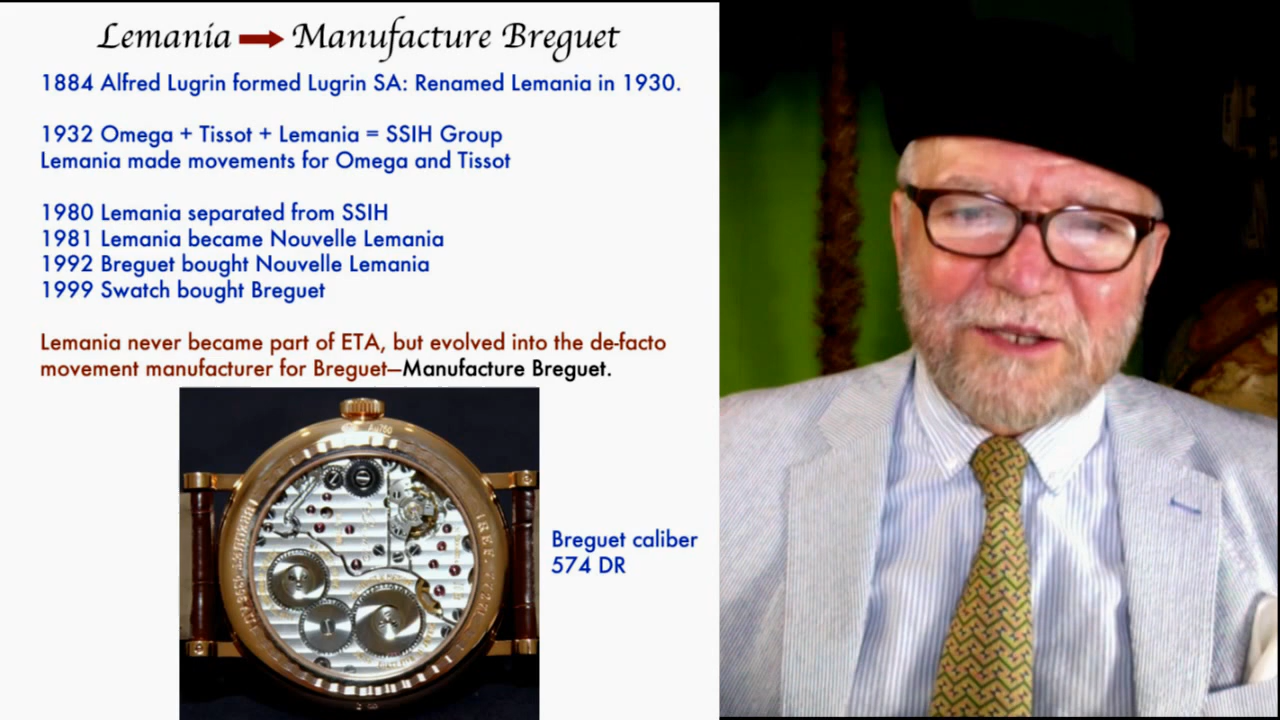 Lemania Manufacture Breguet
1884 Alfred Lugrin formed Lugrin SA: Renamed Lemania in 1930.
1932 Omega + Tissot + Lemania = SSIH Group
Lemania made movements for Omega and Tissot
1980 Lemania separated from SSIH
1981 Lemania became Nouvelle Lemania
1992 Breguet bought Nouvelle Lemania
1999 Swatch bought Breguet
Lemania never became part of ETA, but evolved into the de-facto
movement manufacturer for Breguet—Manufacture Breguet.
Breguet caliber
574 DR